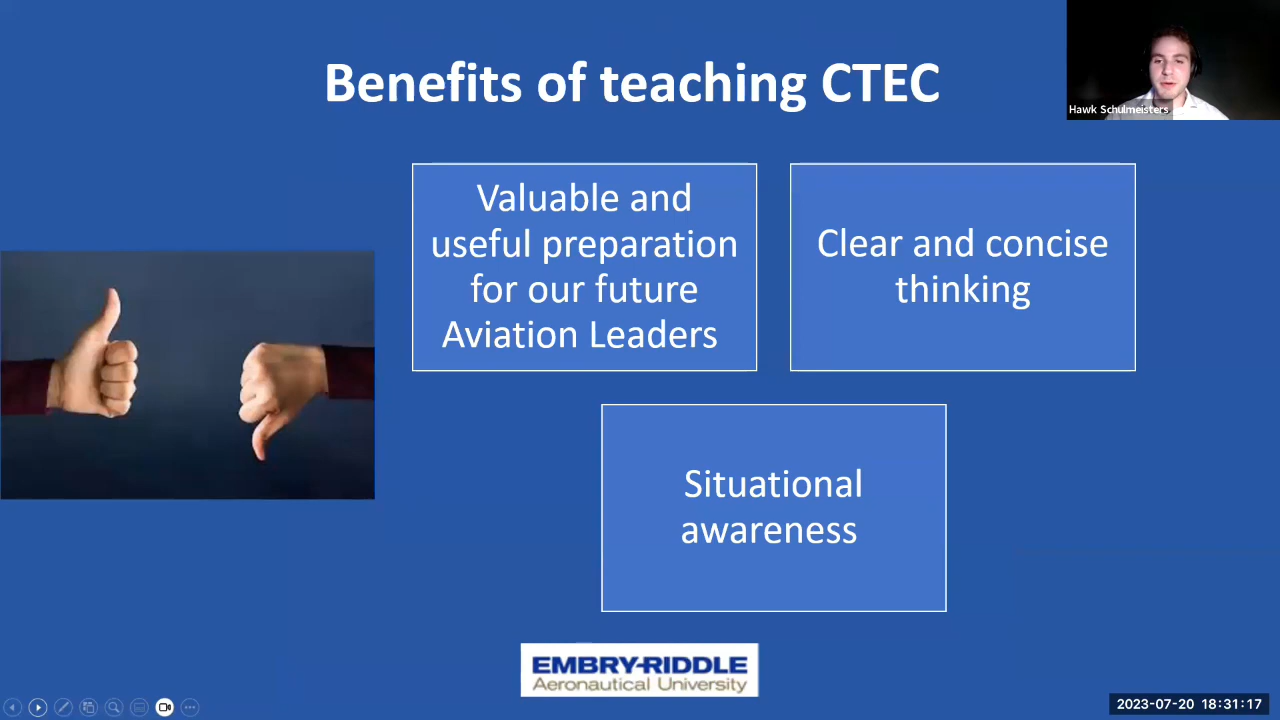 Benefits of teaching CTEC
Hawk Schulmeisters
Valuable and
useful preparation
for our future
Aviation Leaders
Clear and concise
thinking
Situational
awareness
EMBRY-RIDDLE
Aeronautical University
2023-07-20 18:31:17